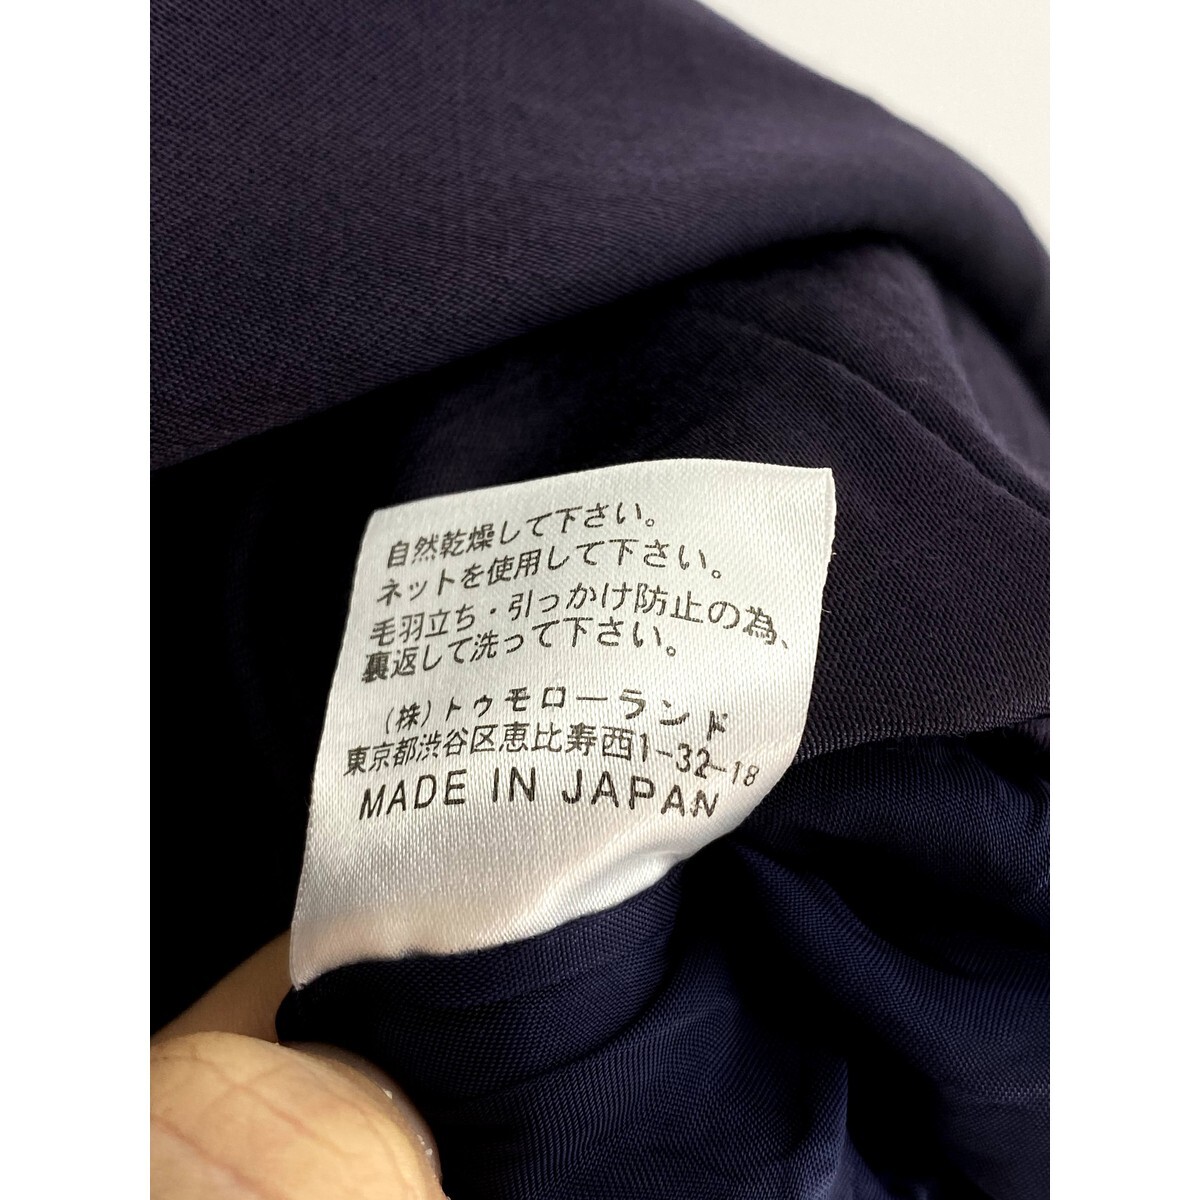 自然乾燥して下さい。
ネットを使用して下さい。
毛羽立ち・引っかけ防止の為、
裏返して洗って下さい。
(株)トゥモローランド
東京都渋谷区恵比寿西1-32-18
MADE IN JAPAN